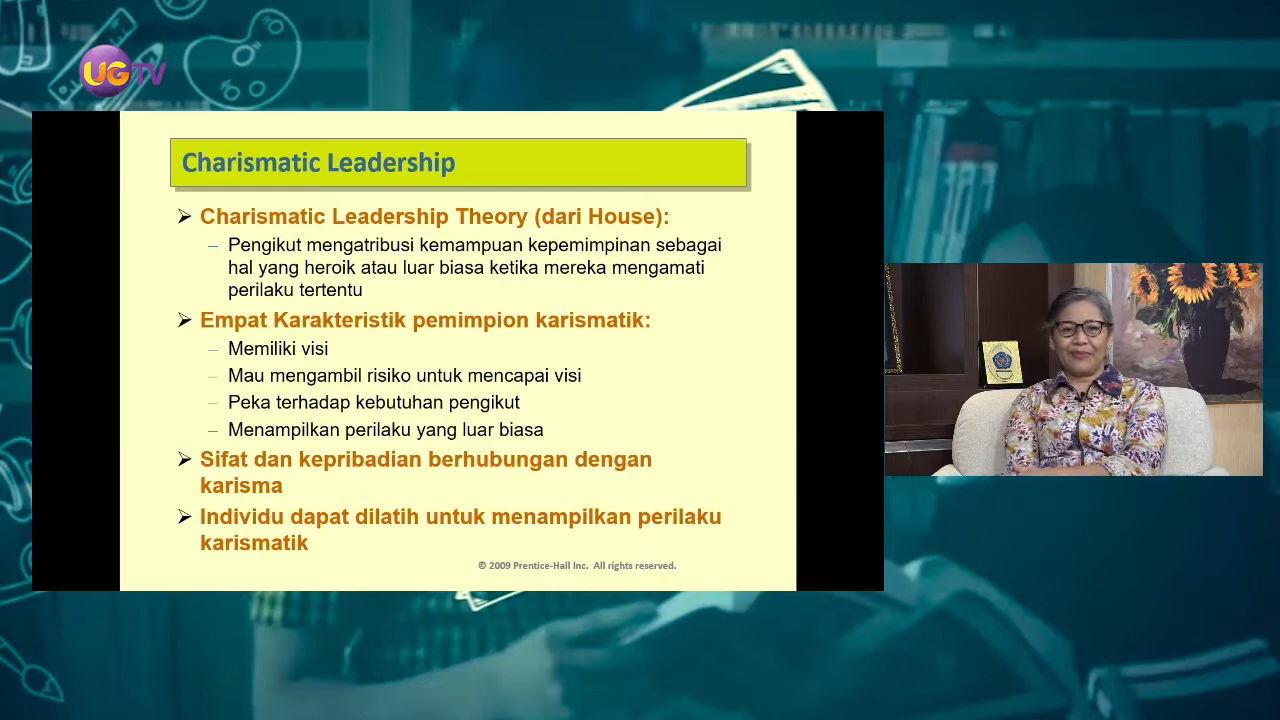 UGTV
Charismatic Leadership
➢ Charismatic Leadership Theory (dari House):
– Pengikut mengatribusi kemampuan kepemimpinan sebagai
hal yang heroik atau luar biasa ketika mereka mengamati
perilaku tertentu
➢ Empat Karakteristik pemimpion karismatik:
– Memiliki visi
– Mau mengambil risiko untuk mencapai visi
– Peka terhadap kebutuhan pengikut
– Menampilkan perilaku yang luar biasa
➢ Sifat dan kepribadian berhubungan dengan
karisma
➢ Individu dapat dilatih untuk menampilkan perilaku
karismatik
© 2009 Prentice-Hall Inc. All rights reserved.